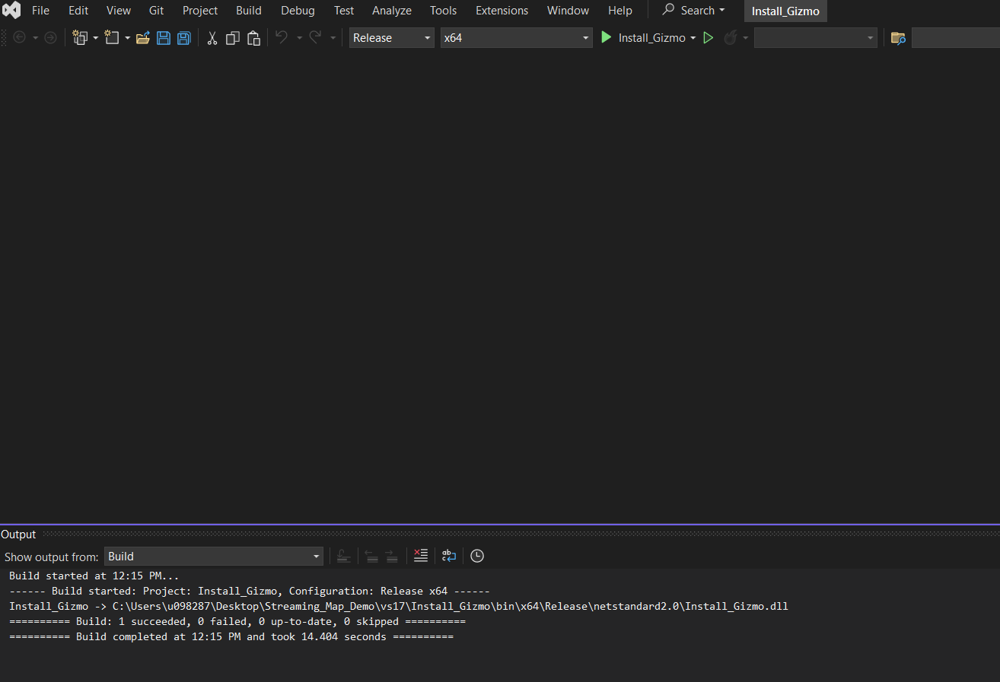 File Edit View Git Project Build Debug Test Analyze Tools Extensions Window Help Search Install_Gizmo
Release x64 Install_Gizmo
Output
Show output from: Build
Build started at 12:15 PM...
------ Build started: Project: Install_Gizmo, Configuration: Release x64 ------
Install_Gizmo -> C:\Users\u098287\Desktop\Streaming_Map_Demo\vs17\Install_Gizmo\bin\x64\Release\netstandard2.0\Install_Gizmo.dll
========== Build: 1 succeeded, 0 failed, 0 up-to-date, 0 skipped ==========
========== Build completed at 12:15 PM and took 14.404 seconds ==========